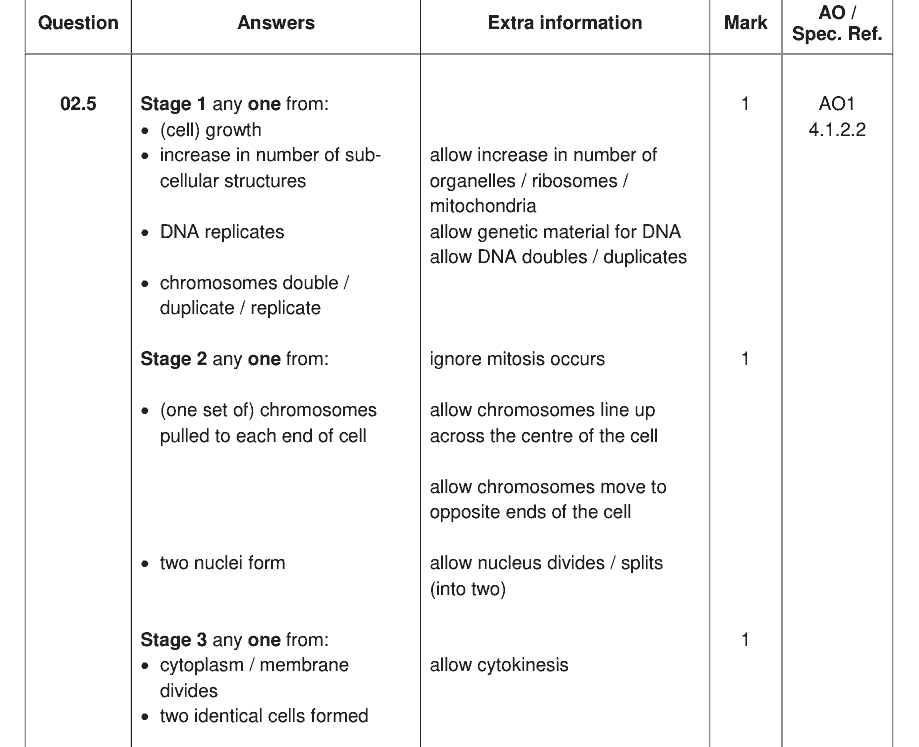 Question Answers Extra information Mark AO /
Spec. Ref.
02.5 Stage 1 any one from: 1 AO1
• (cell) growth 4.1.2.2
• increase in number of sub- allow increase in number of
cellular structures organelles / ribosomes /
mitochondria
• DNA replicates allow genetic material for DNA
allow DNA doubles / duplicates
• chromosomes double /
duplicate / replicate
Stage 2 any one from: ignore mitosis occurs 1
• (one set of) chromosomes allow chromosomes line up
pulled to each end of cell across the centre of the cell
allow chromosomes move to
opposite ends of the cell
• two nuclei form allow nucleus divides / splits
(into two)
Stage 3 any one from: 1
• cytoplasm / membrane allow cytokinesis
divides
• two identical cells formed